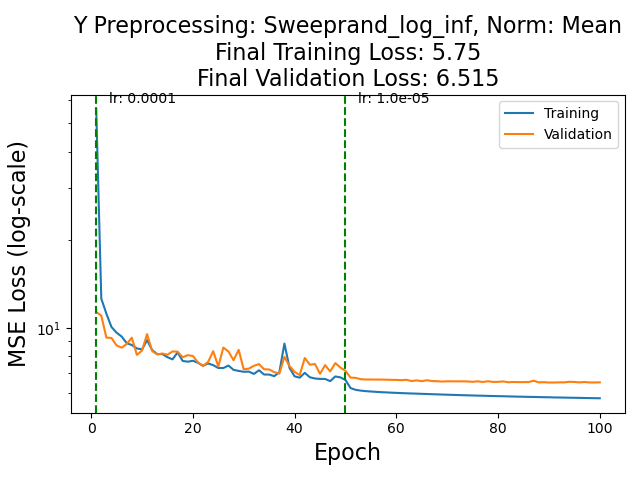 Y Preprocessing: Sweeprand_log_inf, Norm: Mean
Final Training Loss: 5.75
Final Validation Loss: 6.515
lr: 0.0001
lr: 1.0e-05
Training
Validation
MSE Loss (log-scale)
10¹
0
20
40
60
80
100
Epoch